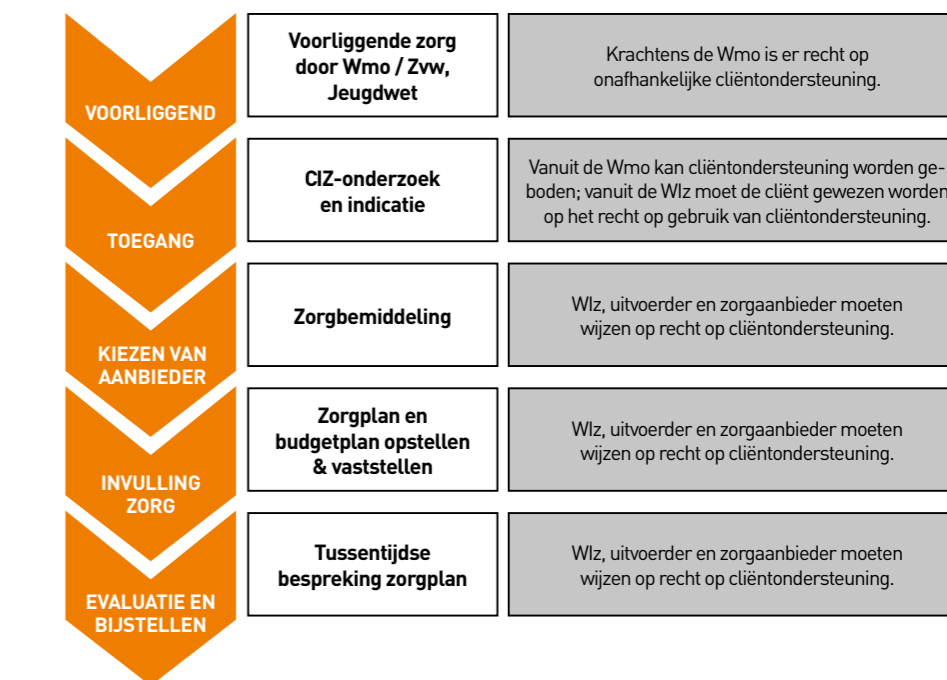 VOORLIGGEND
Voorliggende zorg
door Wmo / Zvw,
Jeugdwet
Krachtens de Wmo is er recht op
onafhankelijke cliëntondersteuning.
TOEGANG
CIZ-onderzoek
en indicatie
Vanuit de Wmo kan cliëntondersteuning worden ge-
boden; vanuit de Wlz moet de cliënt gewezen worden
op het recht op gebruik van cliëntondersteuning.
KIEZEN VAN
AANBIEDER
Zorgbemiddeling
Wlz, uitvoerder en zorgaanbieder moeten
wijzen op recht op cliëntondersteuning.
INVULLING
ZORG
Zorgplan en
budgetplan opstellen
& vaststellen
Wlz, uitvoerder en zorgaanbieder moeten
wijzen op recht op cliëntondersteuning.
EVALUATIE EN
BIJSTELLEN
Tussentijdse
bespreking zorgplan
Wlz, uitvoerder en zorgaanbieder moeten
wijzen op recht op cliëntondersteuning.